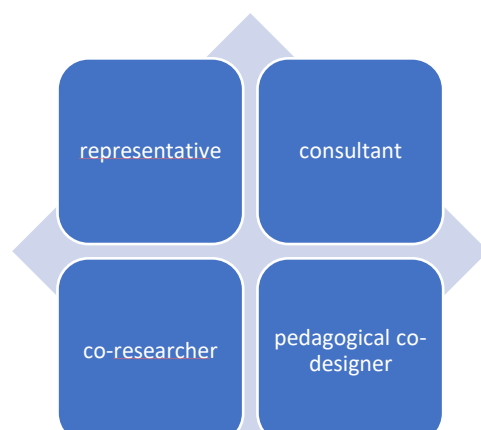 representative
consultant
co-researcher
pedagogical co-
designer